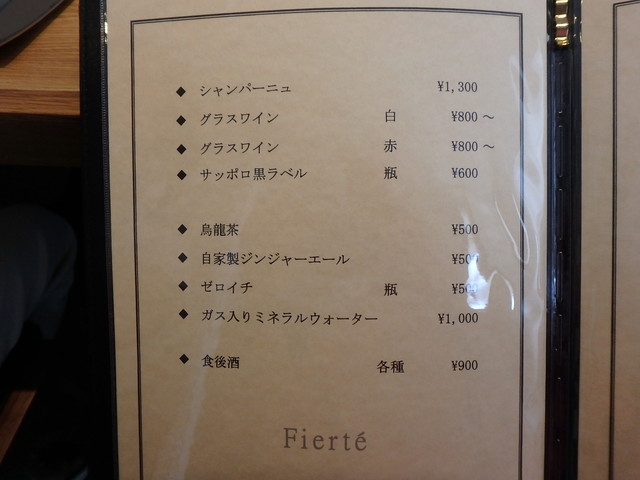 ◆ シャンパーニュ ¥1,300
◆ グラスワイン 白 ¥800～
◆ グラスワイン 赤 ¥800～
◆ サッポロ黒ラベル 瓶 ¥600
◆ 烏龍茶 ¥500
◆ 自家製ジンジャーエール ¥500
◆ ゼロイチ 瓶 ¥500
◆ ガス入りミネラルウォーター ¥1,000
◆ 食後酒 各種 ¥900
Fierté